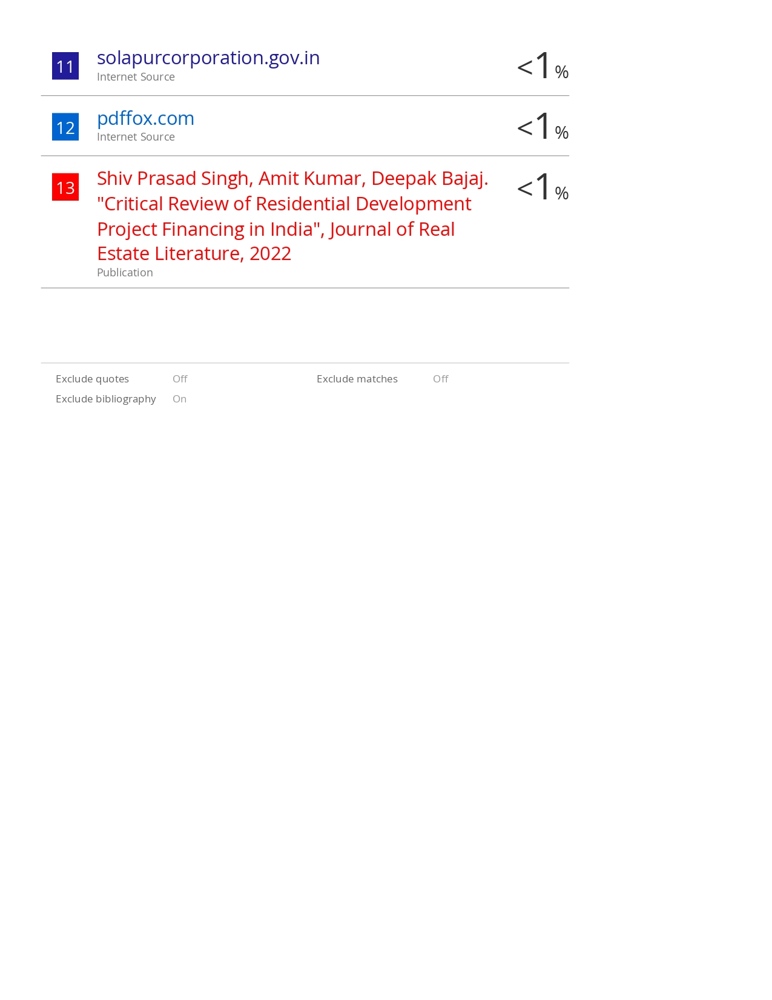 11 solapurcorporation.gov.in <1%
Internet Source
12 pdffox.com <1%
Internet Source
13 Shiv Prasad Singh, Amit Kumar, Deepak Bajaj. <1%
"Critical Review of Residential Development
Project Financing in India", Journal of Real
Estate Literature, 2022
Publication
Exclude quotes Off Exclude matches Off
Exclude bibliography On